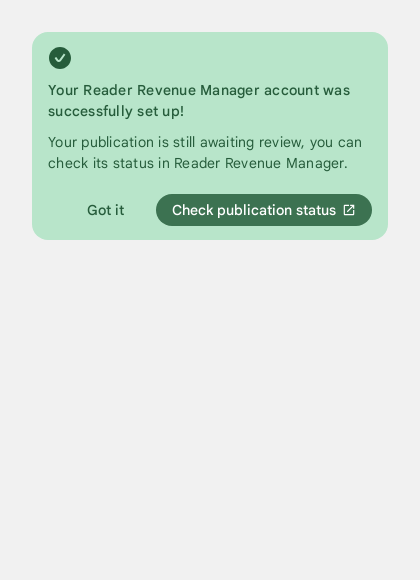 Your Reader Revenue Manager account was
successfully set up!
Your publication is still awaiting review, you can
check its status in Reader Revenue Manager.
Got it
Check publication status